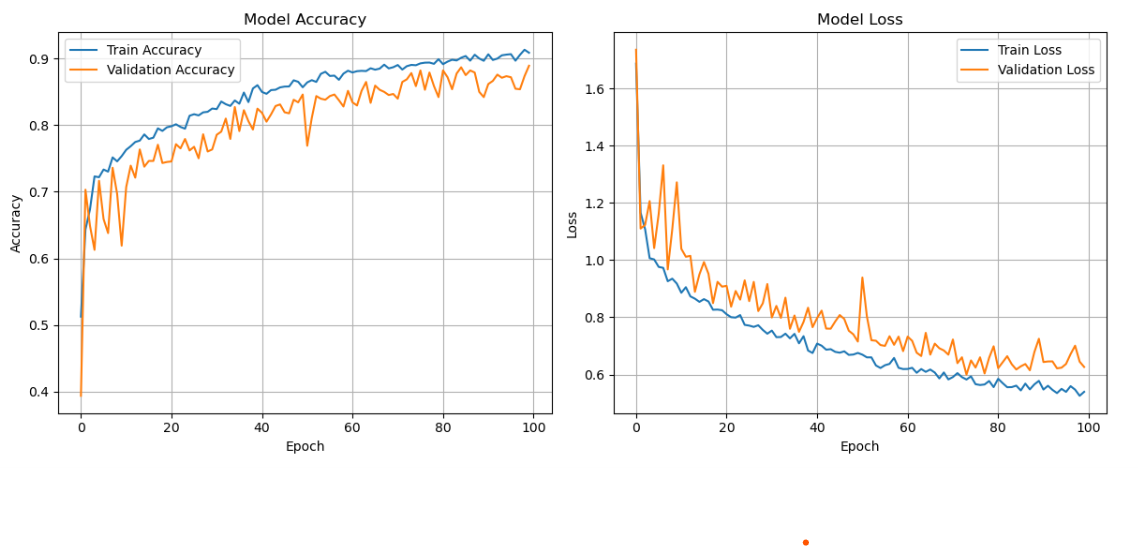 Model Accuracy
Train Accuracy
Validation Accuracy
Accuracy
0.9
0.8
0.7
0.6
0.5
0.4
0 20 40 60 80 100
Epoch
Model Loss
Train Loss
Validation Loss
Loss
1.6
1.4
1.2
1.0
0.8
0.6
0 20 40 60 80 100
Epoch